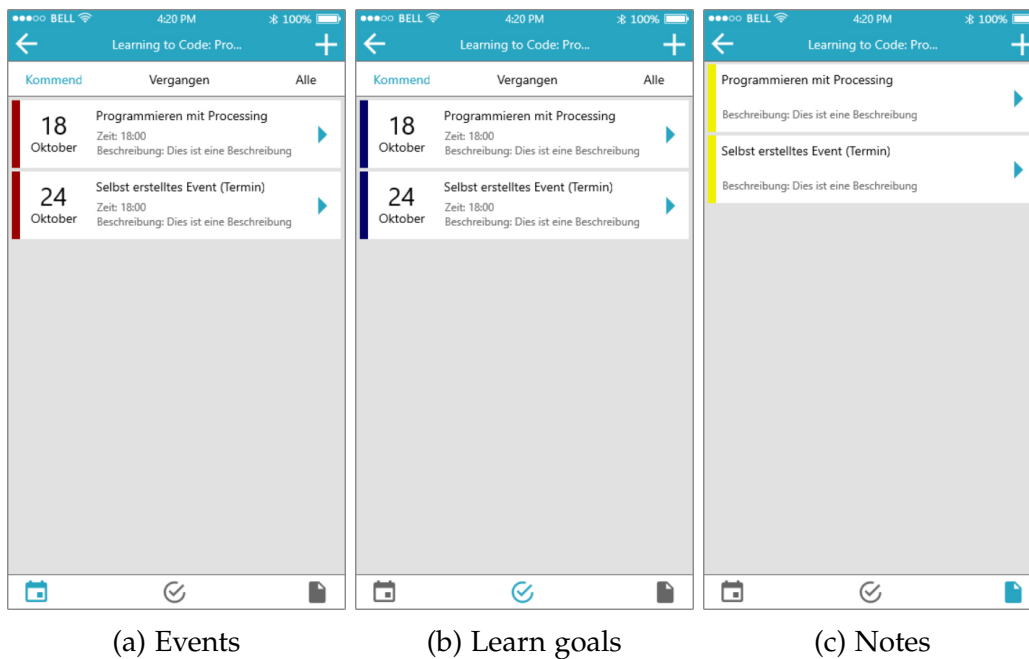 BELL 4:20 PM 100%
Learning to Code: Pro...
Kommend Vergangen Alle
18
Oktober
Programmieren mit Processing
Zeit: 18:00
Beschreibung: Dies ist eine Beschreibung
24
Oktober
Selbst erstelltes Event (Termin)
Zeit: 18:00
Beschreibung: Dies ist eine Beschreibung
(a) Events
BELL 4:20 PM 100%
Learning to Code: Pro...
Kommend Vergangen Alle
18
Oktober
Programmieren mit Processing
Zeit: 18:00
Beschreibung: Dies ist eine Beschreibung
24
Oktober
Selbst erstelltes Event (Termin)
Zeit: 18:00
Beschreibung: Dies ist eine Beschreibung
(b) Learn goals
BELL 4:20 PM 100%
Learning to Code: Pro...
Programmieren mit Processing
Beschreibung: Dies ist eine Beschreibung
Selbst erstelltes Event (Termin)
Beschreibung: Dies ist eine Beschreibung
(c) Notes